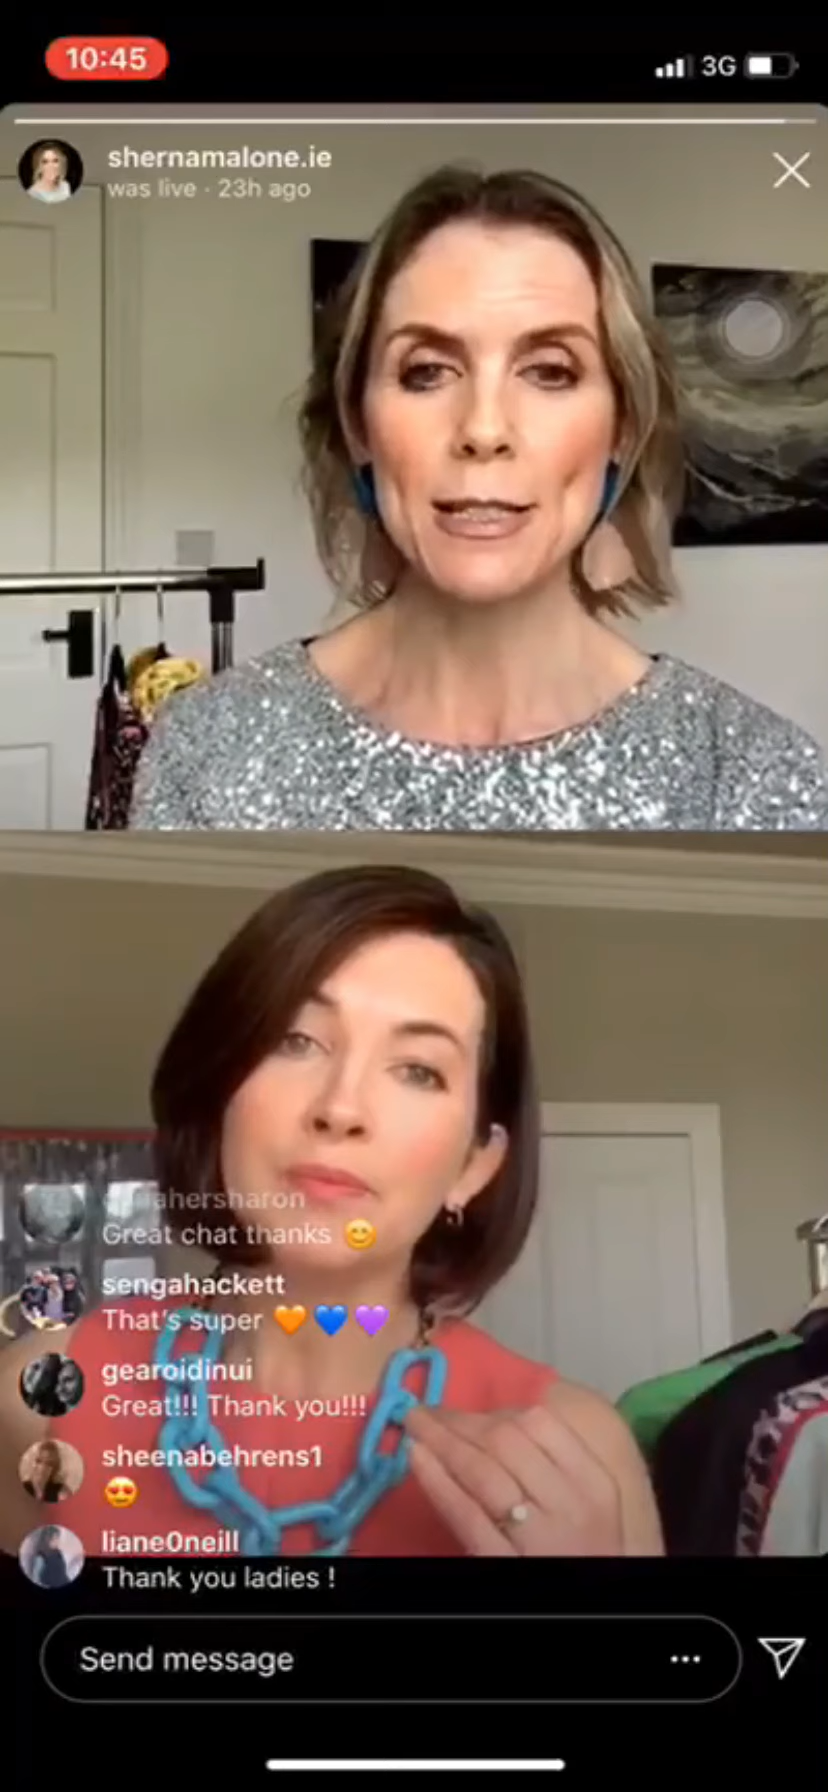 10:45
3G
shernamalone.ie
was live · 23h ago
Great chat thanks 😊
sengahackett
That's super 🧡💙💜
gearoidinui
Great!!! Thank you!!!
sheenabehrens1
😍
liane0neill
Thank you ladies !
Send message